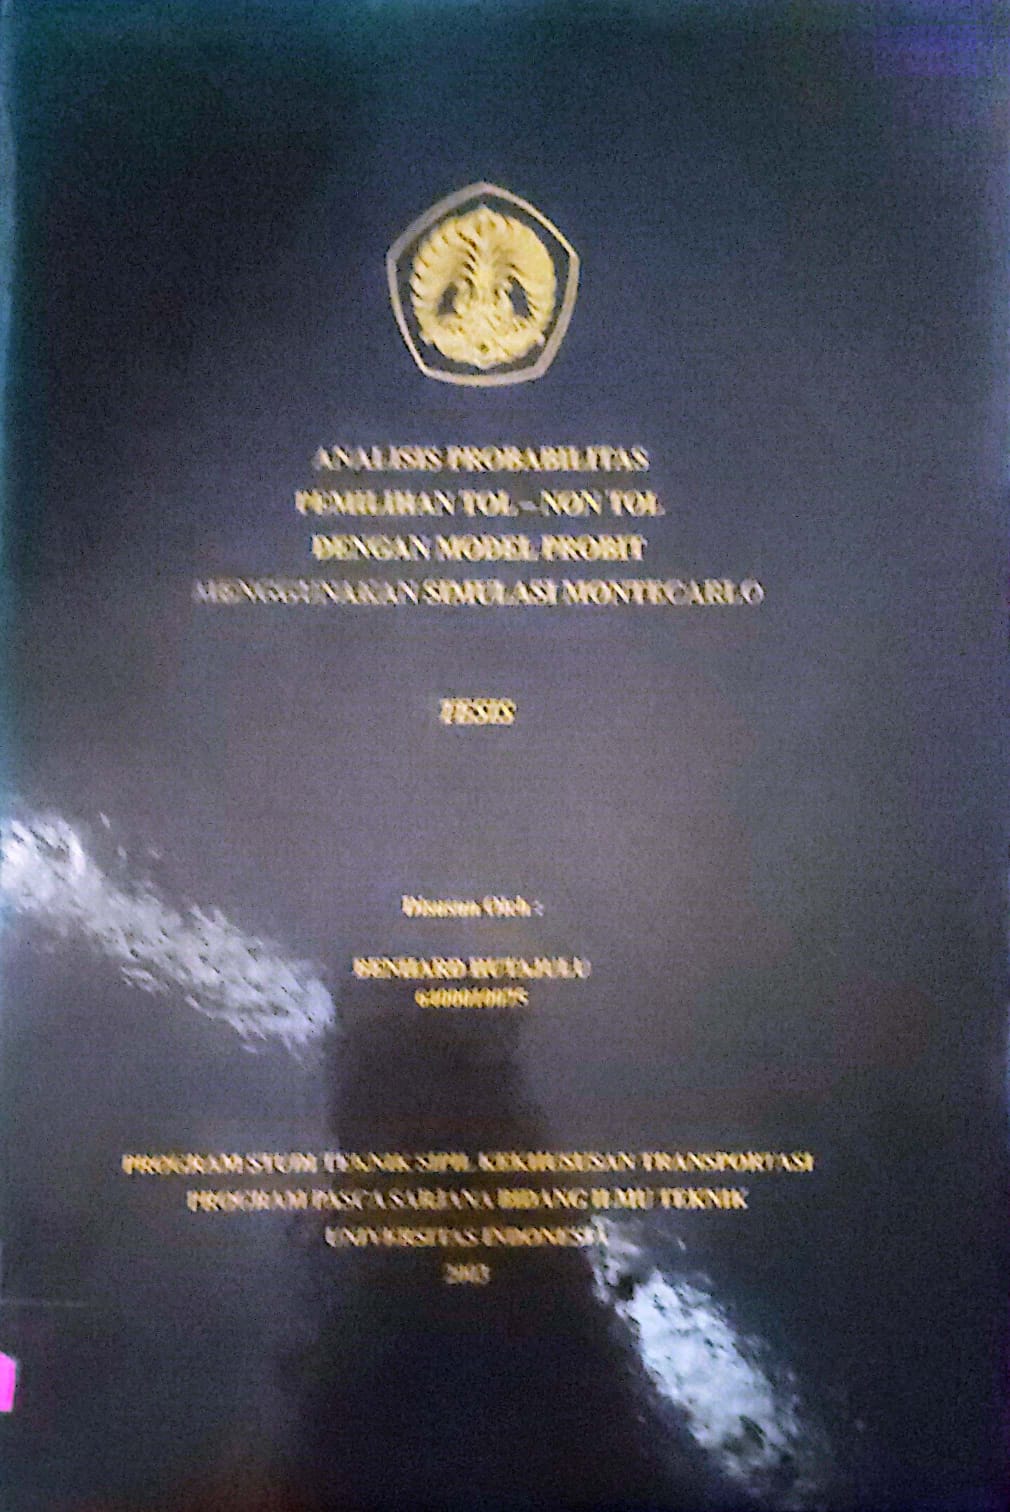 ANALISIS PROBABILITAS
PEMILIHAN TOL – NON TOL
DENGAN MODEL PROBIT
MENGGUNAKAN SIMULASI MONTECARLO
TESIS
Disusun Oleh :
BENHARD HUTAJULU
PROGRAM STUDI TEKNIK SIPIL KEKHUSUSAN TRANSPORTASI
PROGRAM PASCA SARJANA BIDANG ILMU TEKNIK
UNIVERSITAS INDONESIA